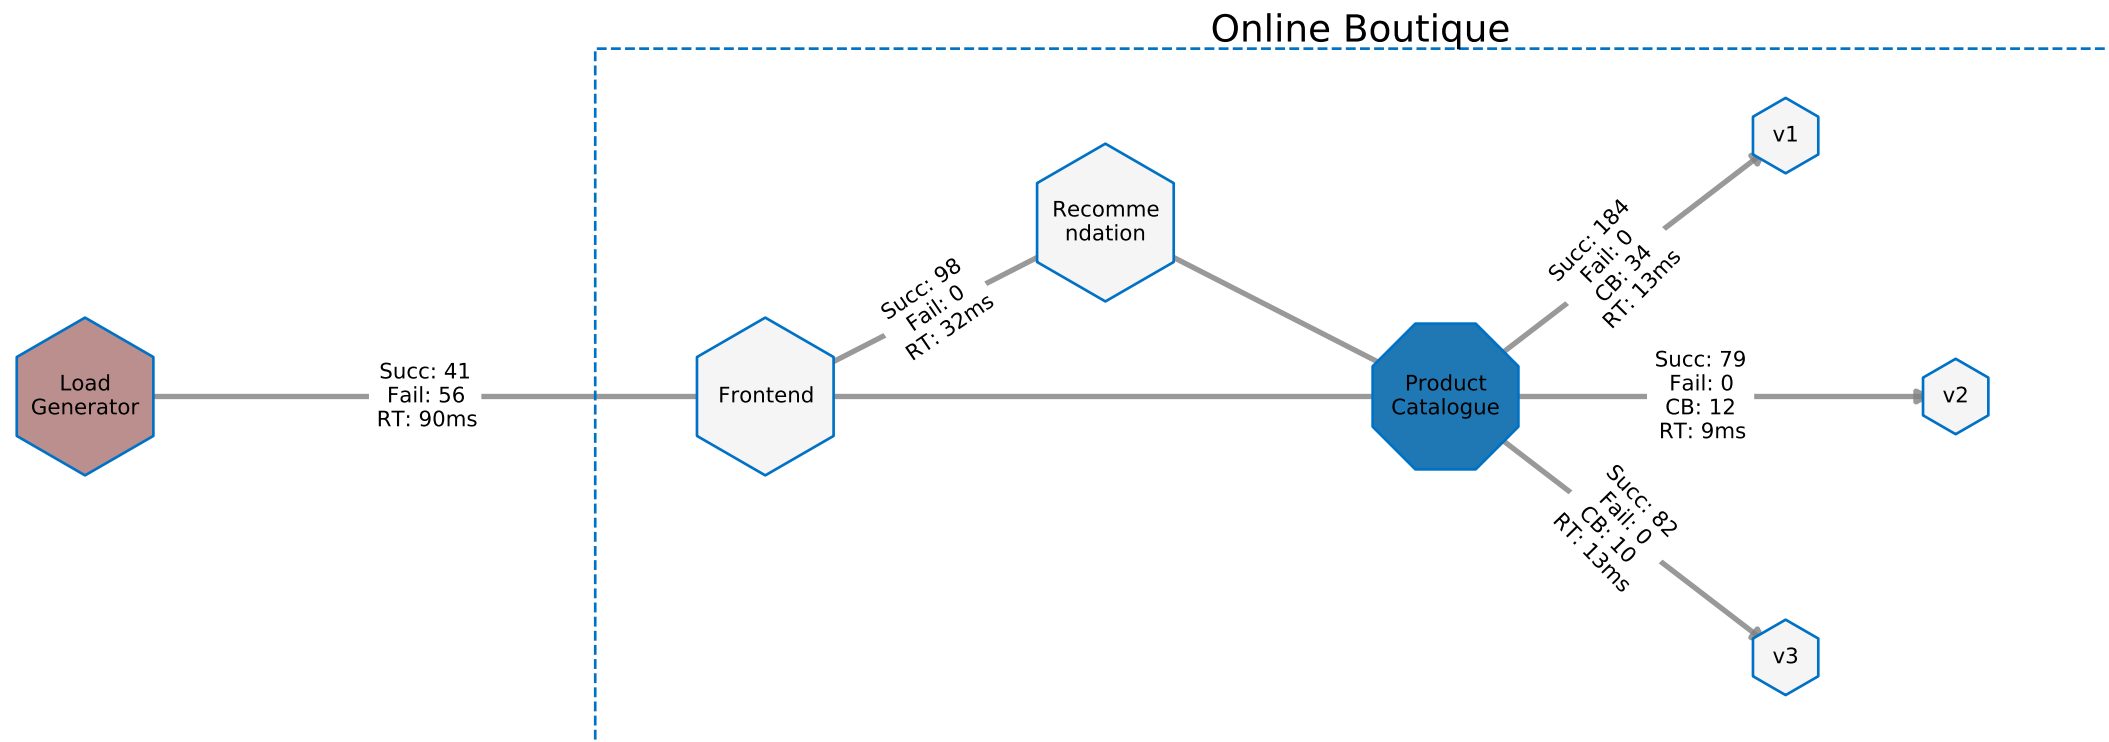 Online Boutique
Load
Generator
Succ: 41
Fail: 56
RT: 90ms
Frontend
Succ: 98
Fail: 0
RT: 32ms
Recomme
ndation
Product
Catalogue
Succ: 184
Fail: 0
CB: 34
RT: 13ms
v1
Succ: 79
Fail: 0
CB: 12
RT: 9ms
v2
Succ: 82
Fail: 0
CB: 10
RT: 13ms
v3